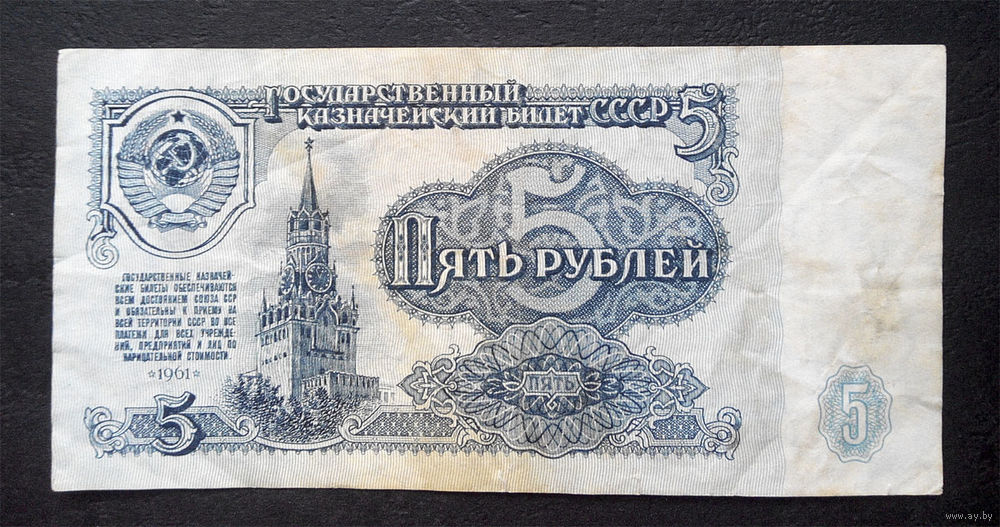 Государственный
Казначейский билет СССР 5
Пять рублей
5
Государственные казначей-
ские билеты обеспечиваются
всем достоянием Союза ССР
и обязательны к приему на
всей территории СССР во все
платежи для всех учрежде-
ний, предприятий и лиц по
нарицательной стоимости.
*1961*
ПЯТЬ
5
5
www.ay.by